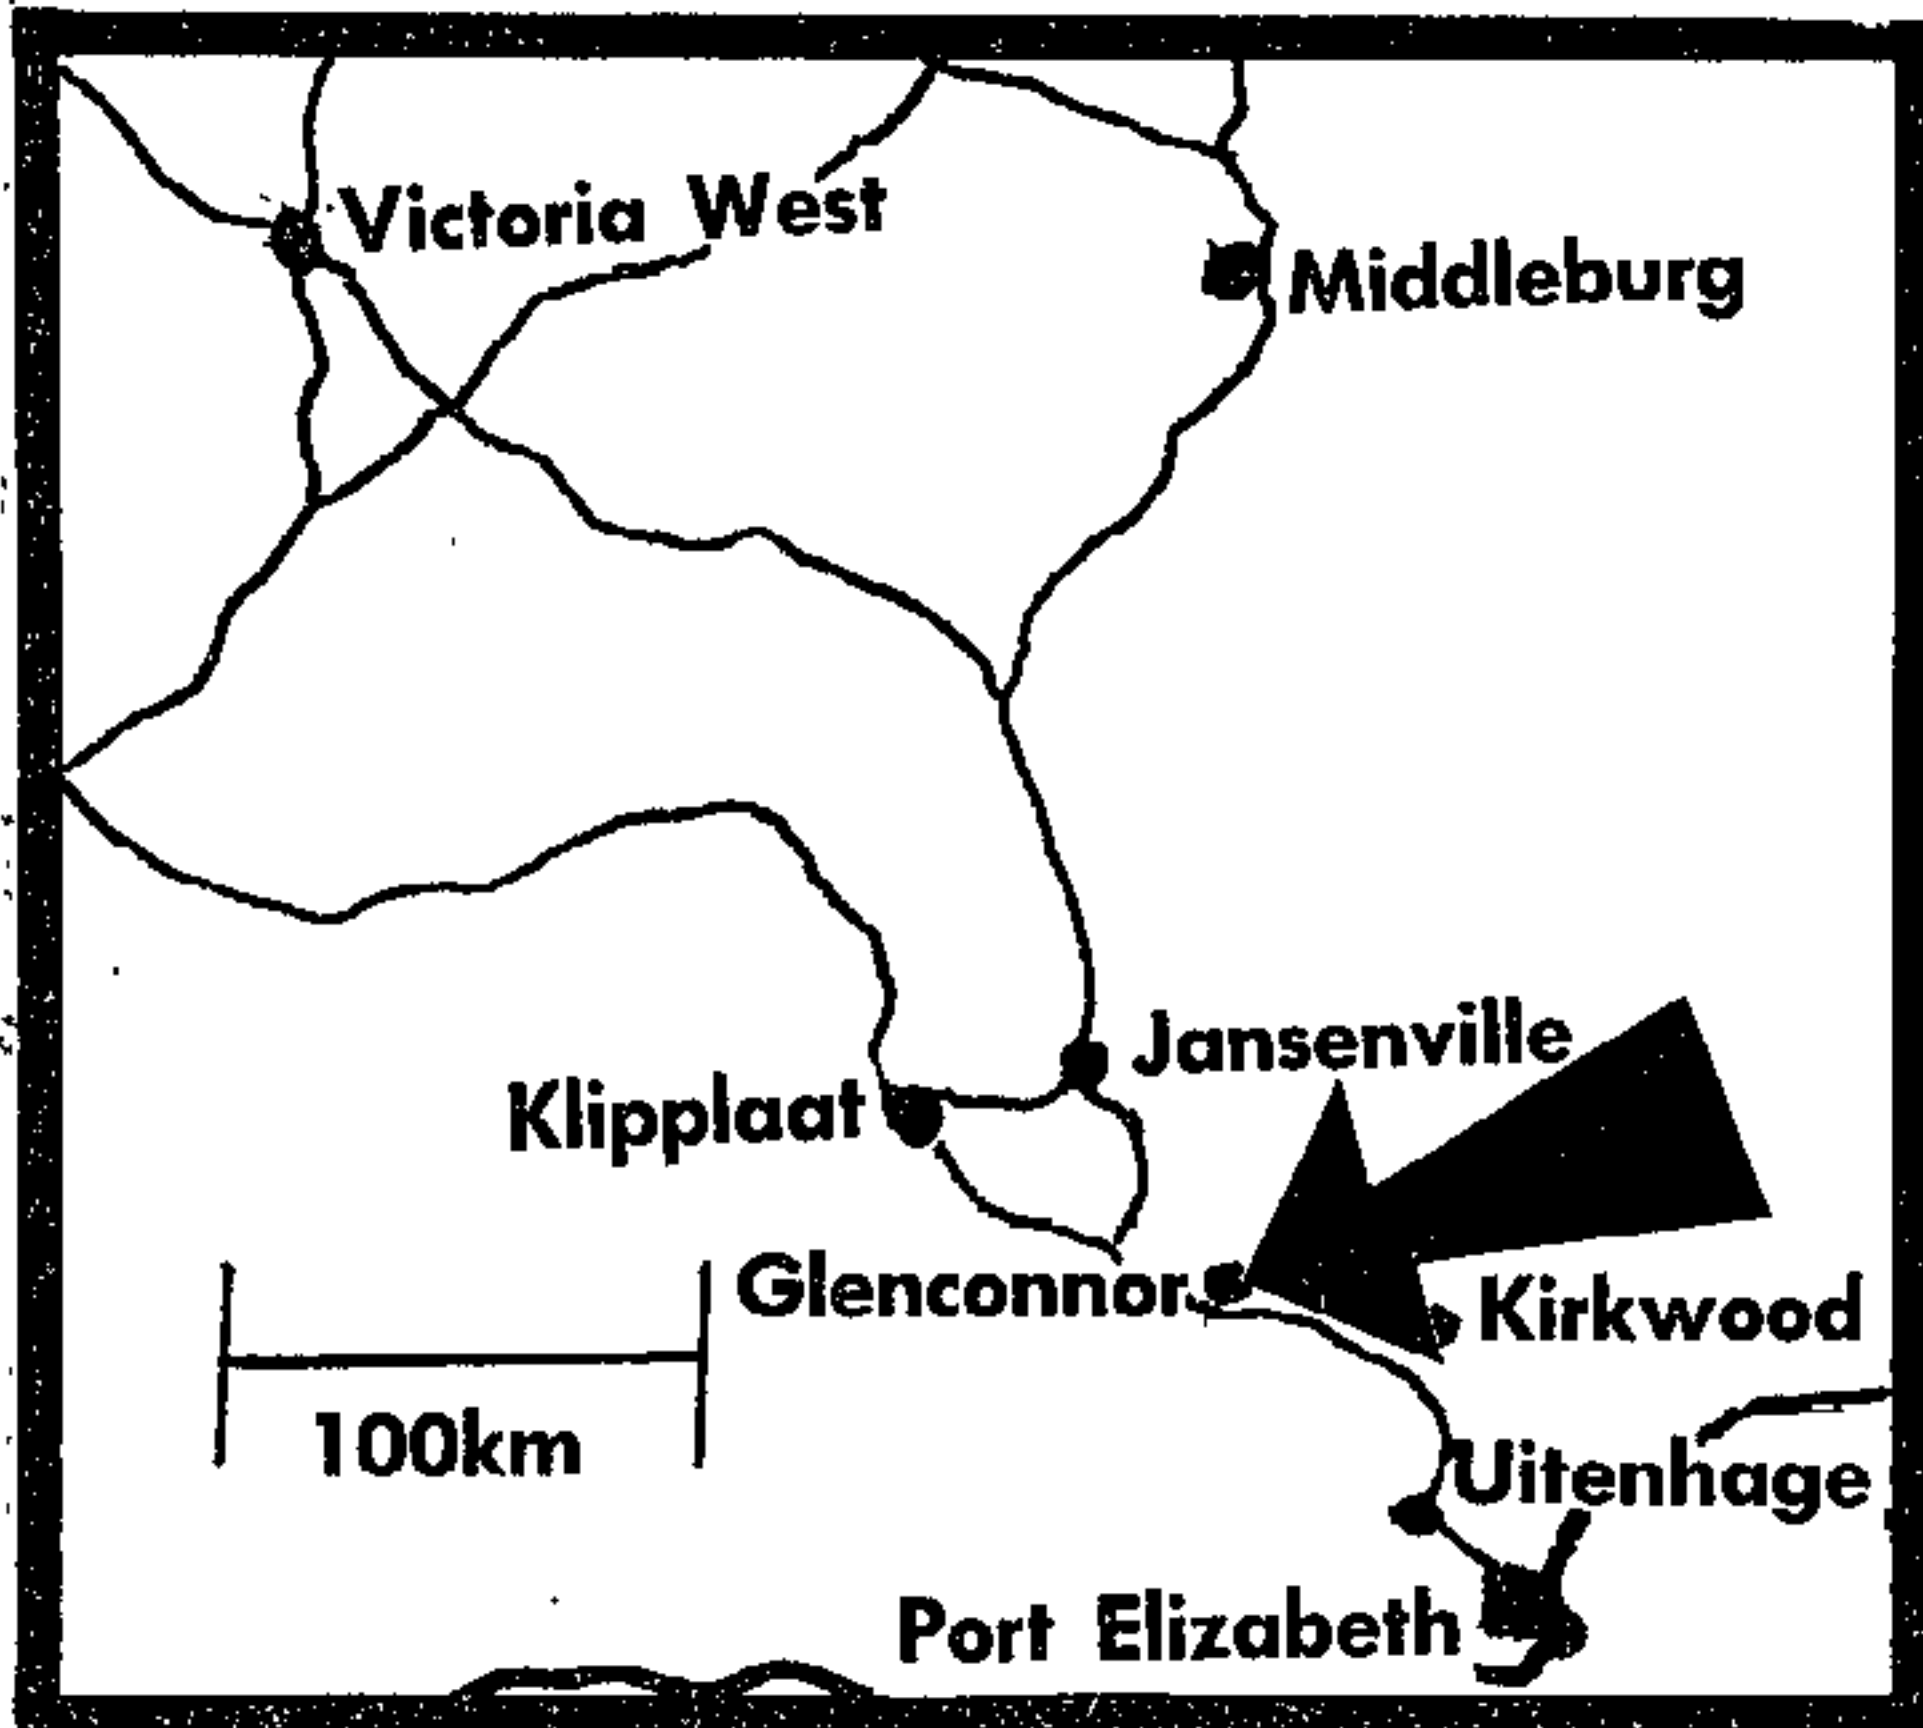 Victoria West
Middleburg
Jansenville
Klipplaat
Glenconnor
Kirkwood
100km
Uitenhage
Port Elizabeth